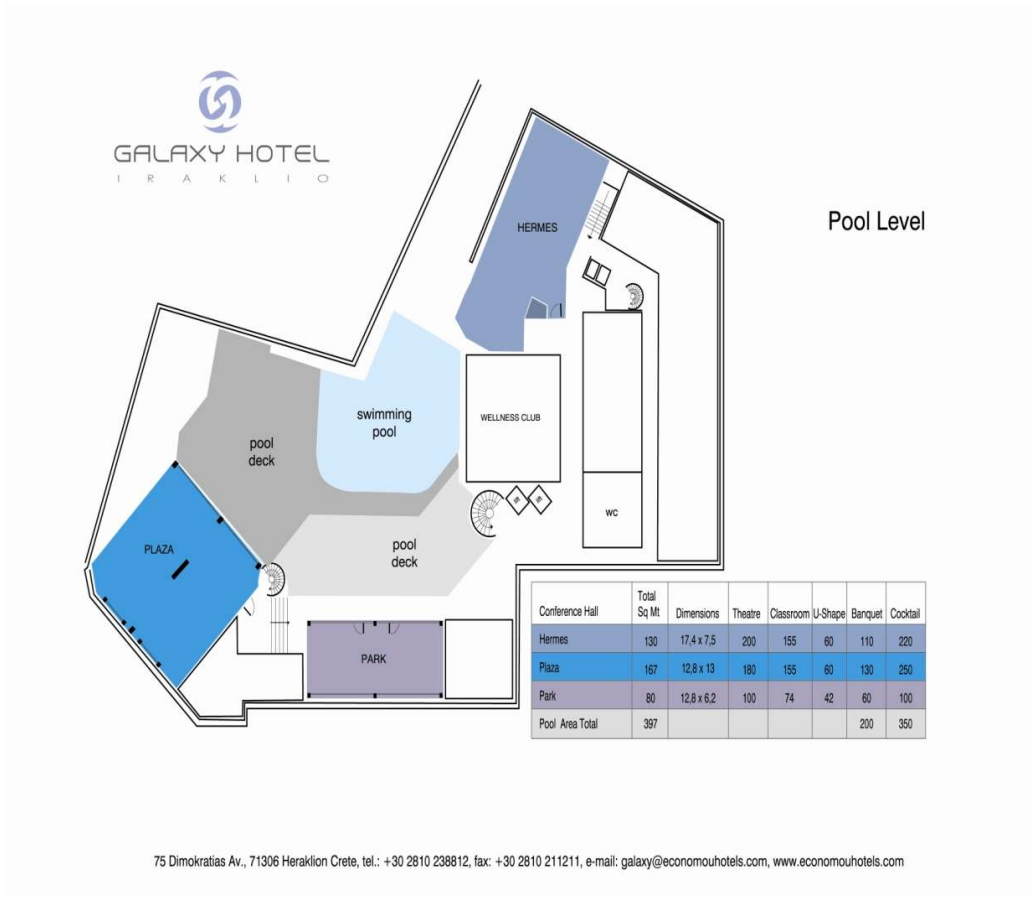 GALAXY HOTEL
IRAKLIO
Pool Level
HERMES
swimming
pool
WELLNESS CLUB
pool
deck
lift
lift
WC
PLAZA
pool
deck
PARK
Conference Hall Total Sq Mt Dimensions Theatre Classroom U-Shape Banquet Cocktail
Hermes 130 17,4 x 7,5 200 155 60 110 220
Plaza 167 12,8 x 13 180 155 60 130 250
Park 80 12,8 x 6,2 100 74 42 60 100
Pool Area Total 397 200 350
75 Dimokratias Av., 71306 Heraklion Crete, tel.: +30 2810 238812, fax: +30 2810 211211, e-mail: galaxy@economouhotels.com, www.economouhotels.com